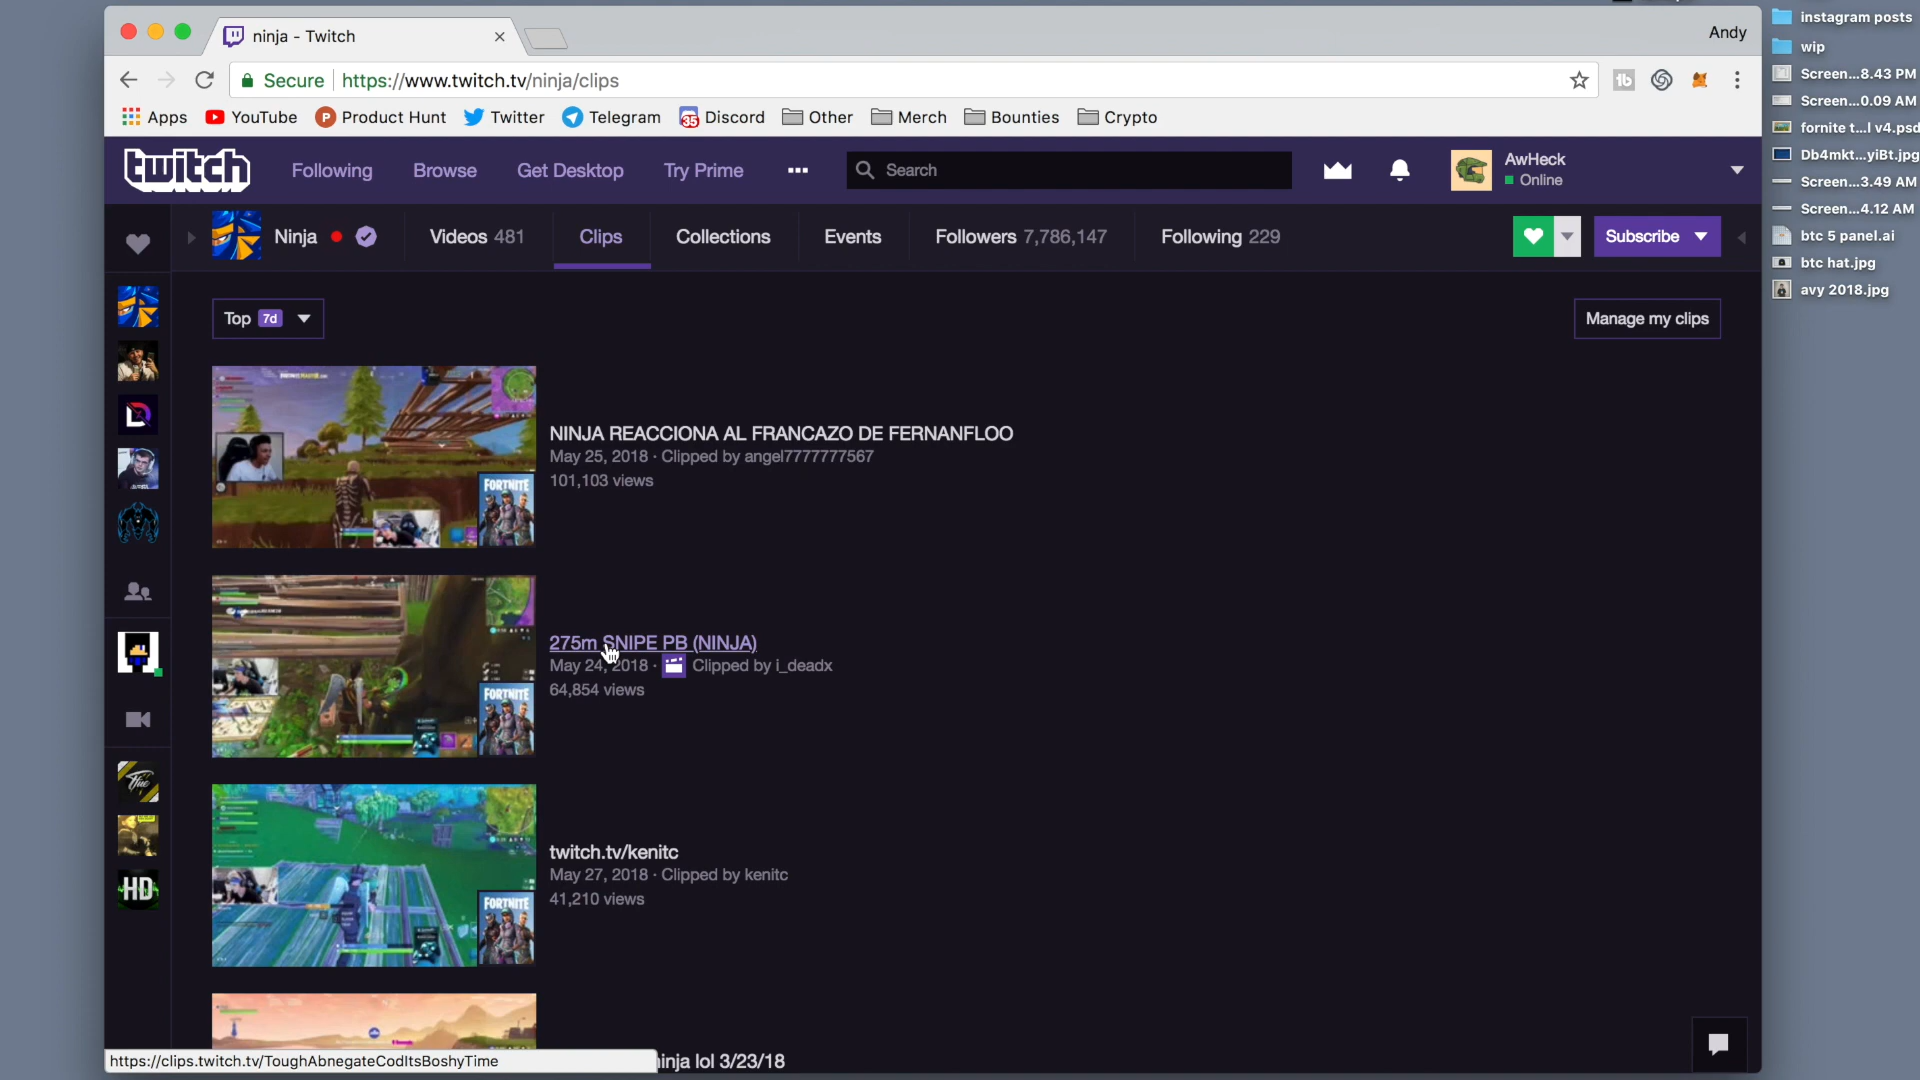 ninja - Twitch
Andy
instagram posts
wip
Screen...8.43 PM
Screen...0.09 AM
fornite t...l v4.psd
Db4mkt...yiBt.jpg
Screen...3.49 AM
Screen...4.12 AM
btc 5 panel.ai
btc hat.jpg
avy 2018.jpg
Secure https://www.twitch.tv/ninja/clips
Apps YouTube Product Hunt Twitter Telegram 35 Discord Other Merch Bounties Crypto
twitch Following Browse Get Desktop Try Prime Search AwHeck
Online
Ninja Videos 481 Clips Collections Events Followers 7,786,147 Following 229 Subscribe
Top 7d Manage my clips
FORTNITE
NINJA REACCIONA AL FRANCAZO DE FERNANFLOO
May 25, 2018 · Clipped by angel7777777567
101,103 views
FORTNITE
275m SNIPE PB (NINJA)
May 24, 2018 · Clipped by i_deadx
64,854 views
FORTNITE
twitch.tv/kenitc
May 27, 2018 · Clipped by kenitc
41,210 views
Tfue
HD
https://clips.twitch.tv/ToughAbnegateCodItsBoshyTime
lol 3/23/18